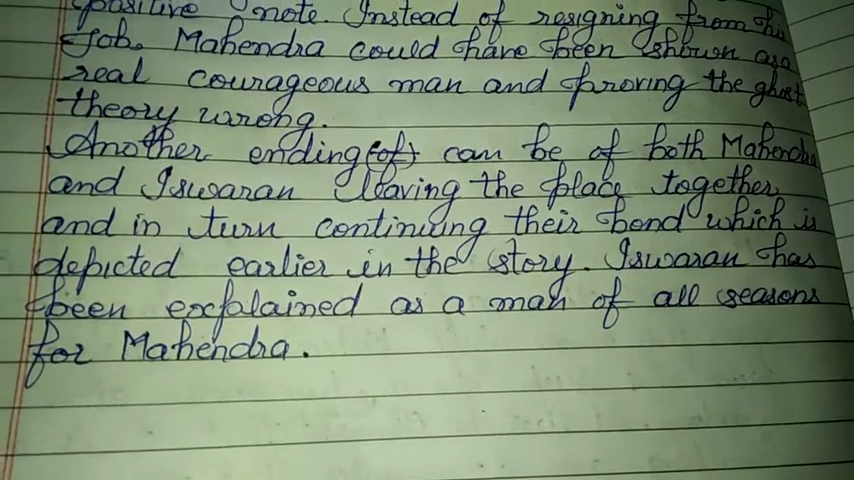 positive note. Instead of resigning from his
job. Mahendra could have been shown as a
real courageous man and proving the ghost
theory wrong.
Another ending (of) can be of both Mahendra
and Iswaran leaving the place together
and in turn continuing their bond which is
depicted earlier in the story. Iswaran has
been exfalained as a man of all seasons
for Mahendra.